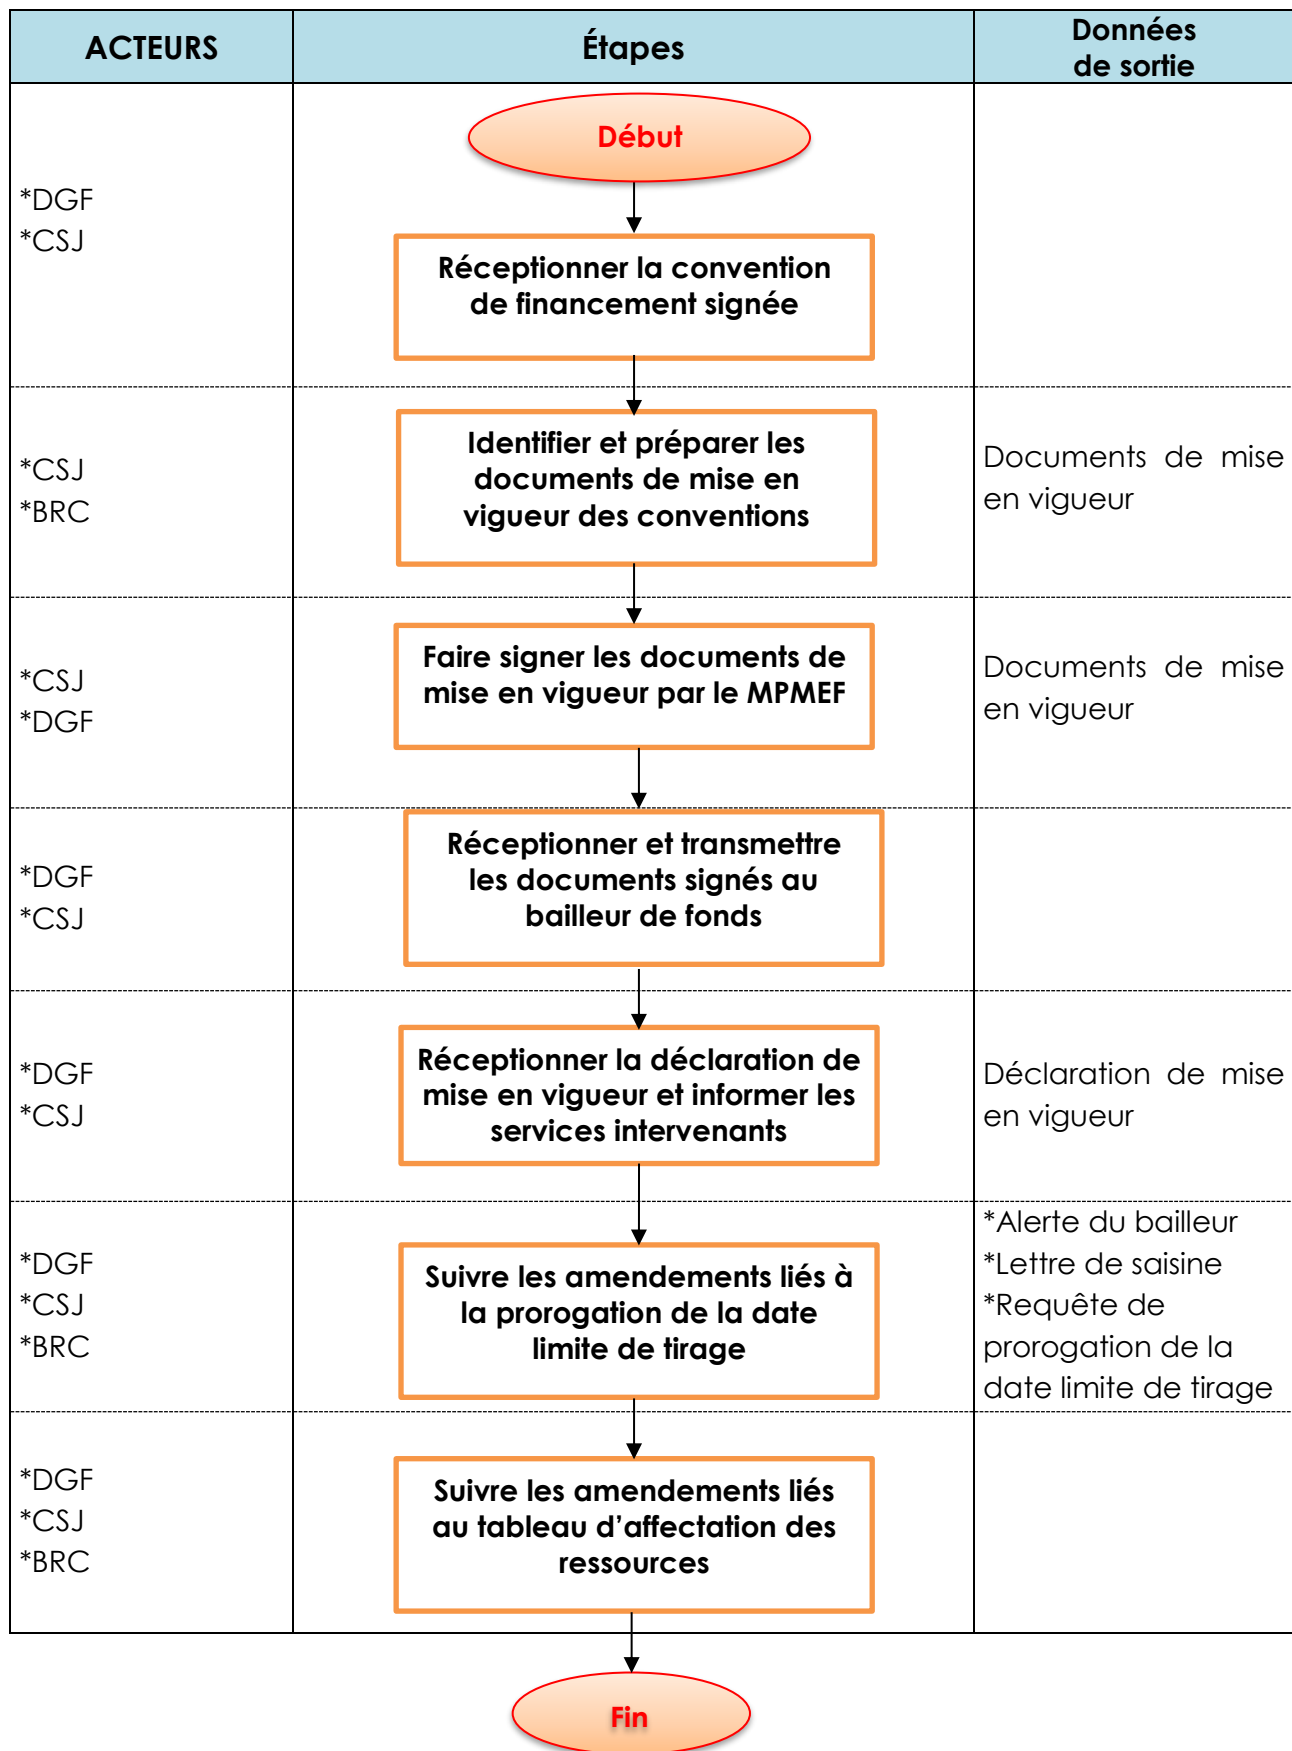 ACTEURS
Étapes
Données
de sortie
Début
*DGF
*CSJ
Réceptionner la convention
de financement signée
*CSJ
*BRC
Identifier et préparer les
documents de mise en
vigueur des conventions
Documents de mise
en vigueur
*CSJ
*DGF
Faire signer les documents de
mise en vigueur par le MPMEF
Documents de mise
en vigueur
*DGF
*CSJ
Réceptionner et transmettre
les documents signés au
bailleur de fonds
*DGF
*CSJ
Réceptionner la déclaration de
mise en vigueur et informer les
services intervenants
Déclaration de mise
en vigueur
*DGF
*CSJ
*BRC
Suivre les amendements liés à
la prorogation de la date
limite de tirage
*Alerte du bailleur
*Lettre de saisine
*Requête de
prorogation de la
date limite de tirage
*DGF
*CSJ
*BRC
Suivre les amendements liés
au tableau d’affectation des
ressources
Fin